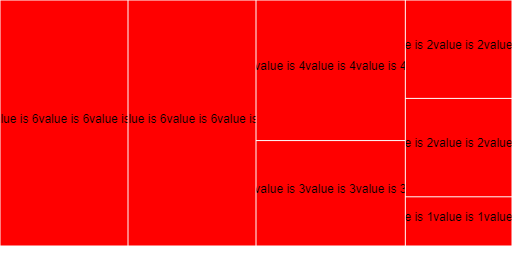 lue is 6value is 6value is
lue is 6value is 6value is
value is 4value is 4value is 4
value is 3value is 3value is 3
e is 2value is 2value
e is 2value is 2value
e is 1value is 1value